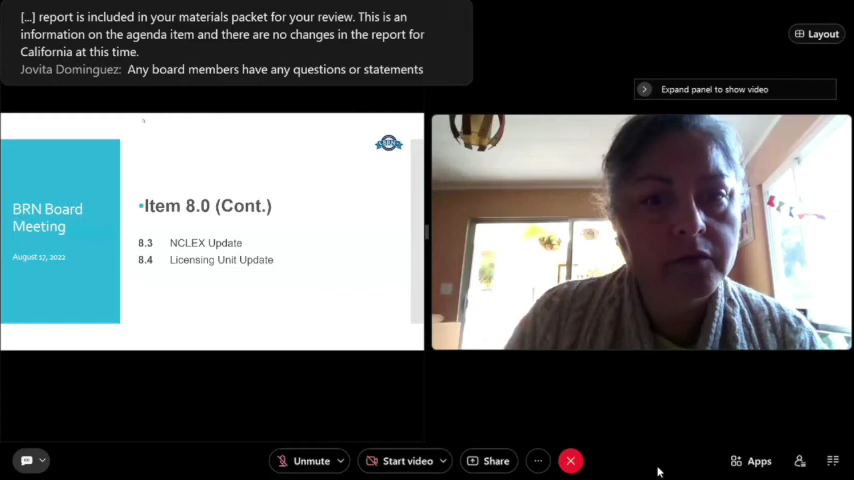 [...] report is included in your materials packet for your review. This is an
information on the agenda item and there are no changes in the report for
California at this time.
Jovita Dominguez: Any board members have any questions or statements
Layout
Expand panel to show video
BRN
BRN Board
Meeting
August 17, 2022
•Item 8.0 (Cont.)
8.3 NCLEX Update
8.4 Licensing Unit Update
Unmute
Start video
Share
Apps